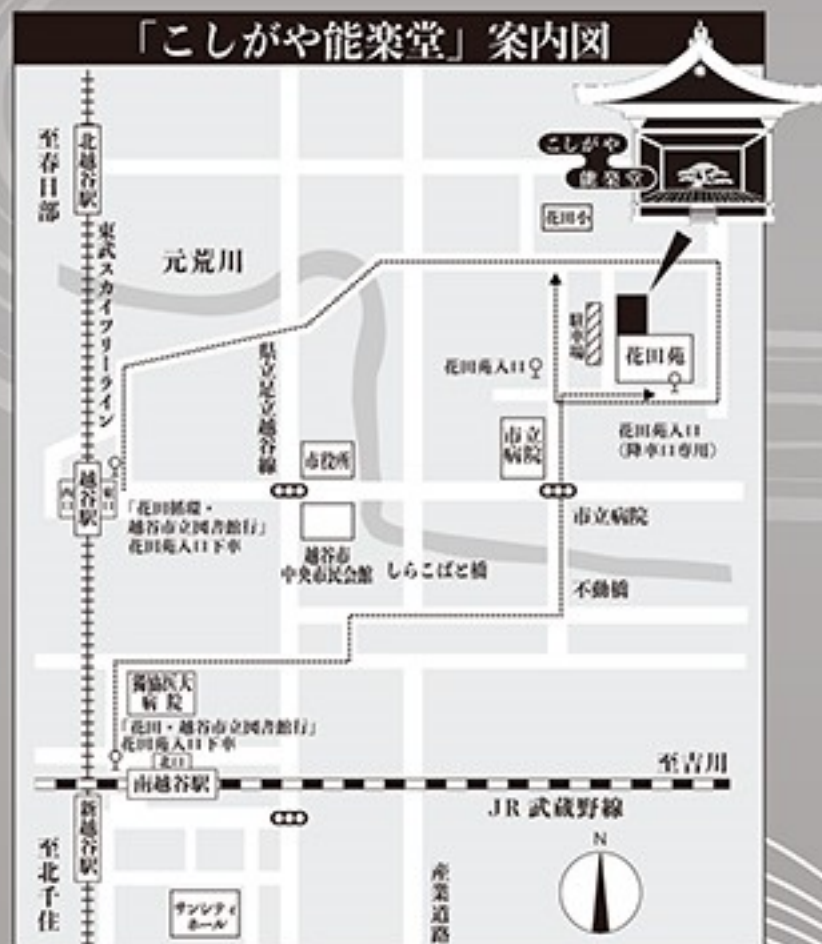 「こしがや能楽堂」案内図
こしがや
能楽堂
至春日部
北越谷駅
東武スカイツリーライン
元荒川
花田小
駐車場
花田苑
花田苑入口
花田苑入口
(降車口専用)
県立足立越谷線
市役所
市立
病院
西口
越谷駅
東口
「花田循環・
越谷市立図書館行」
花田苑入口下車
越谷市
中央市民会館
しらこばと橋
市立病院
不動橋
獨協医大
病院
「花田・越谷市立図書館行」
花田苑入口下車
北口
南越谷駅
至吉川
JR 武蔵野線
新越谷駅
至北千住
サンシティ
ホール
産業道路
N